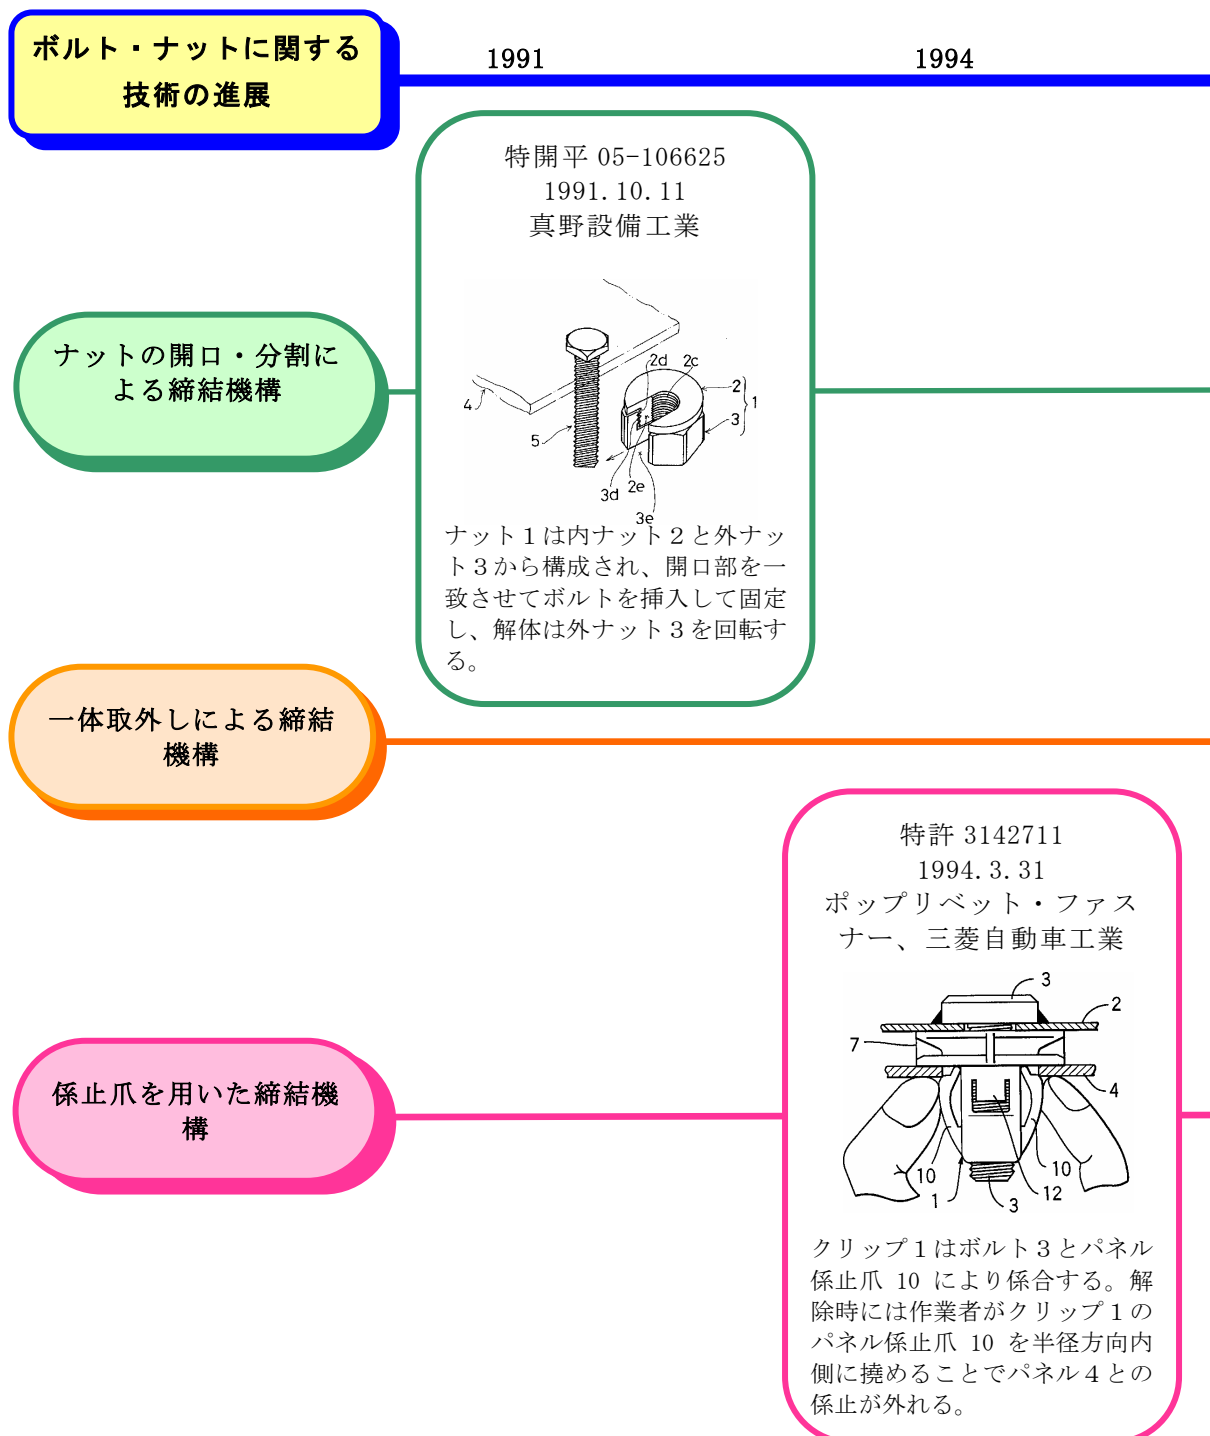 ボルト・ナットに関する
技術の進展
1991
1994
特開平 05-106625
1991.10.11
真野設備工業
ナットの開口・分割に
よる締結機構
2d
2c
2
1
3
4
5
3d
2e
3e
ナット１は内ナット２と外ナッ
ト３から構成され、開口部を一
致させてボルトを挿入して固定
し、解体は外ナット３を回転す
る。
一体取外しによる締結
機構
特許 3142711
1994.3.31
ポップリベット・ファス
ナー、三菱自動車工業
3
2
7
4
10
1
3
12
10
係止爪を用いた締結機
構
クリップ１はボルト３とパネル
係止爪 10 により係合する。解
除時には作業者がクリップ１の
パネル係止爪 10 を半径方向内
側に撓めることでパネル４との
係止が外れる。